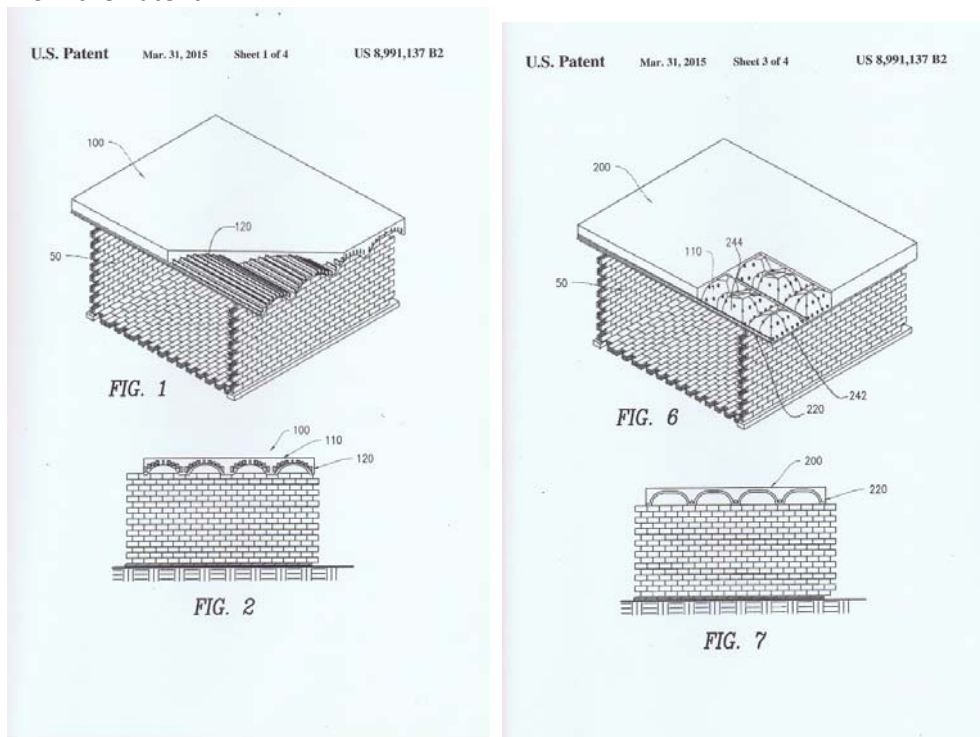 U.S. Patent Mar. 31, 2015 Sheet 1 of 4 US 8,991,137 B2
100
120
50
FIG. 1
100
110
120
FIG. 2
U.S. Patent Mar. 31, 2015 Sheet 3 of 4 US 8,991,137 B2
200
244
110
50
242
220
FIG. 6
200
220
FIG. 7